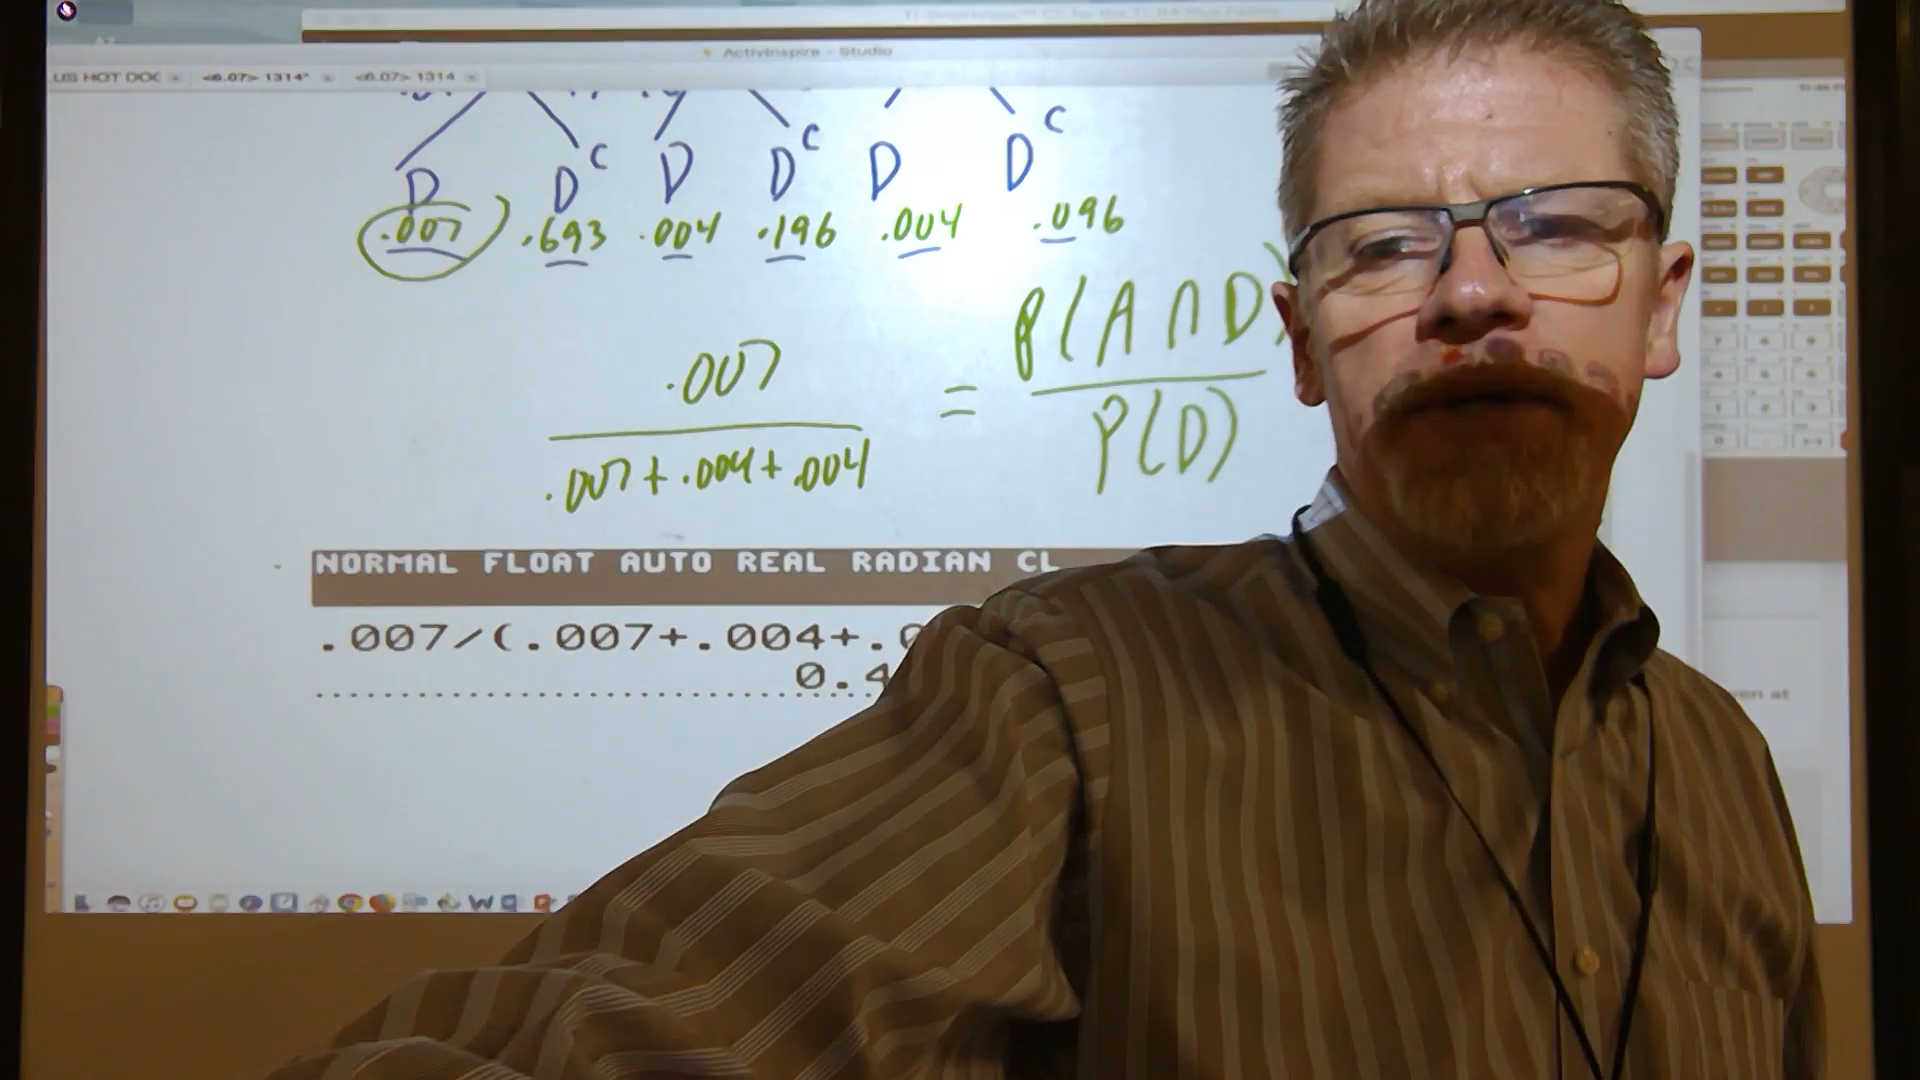 ActivInspire - Studio
US HOT DOC <6.07> 1314* <6.07> 1314
D D^C D D^C D D^C
.007 .693 .004 .196 .004 .096
.007 / .007+.004+.004 = P(A∩D) / P(D)
NORMAL FLOAT AUTO REAL RADIAN CL
.007/(.007+.004+.0
0.4